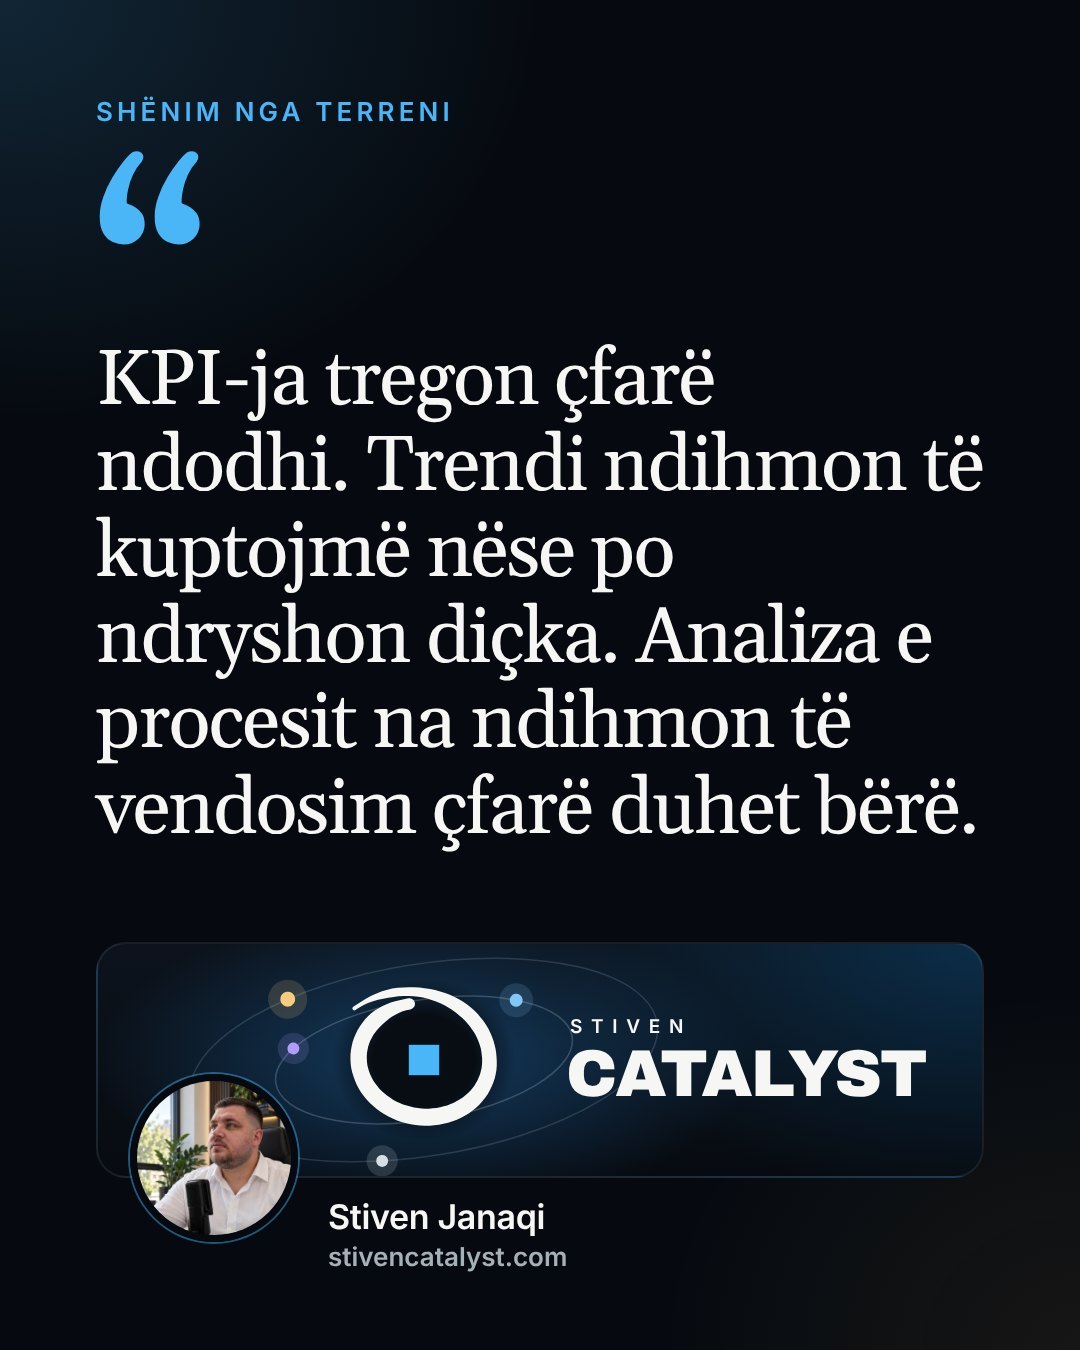 SHËNIM NGA TERRENI
“
KPI-ja tregon çfarë
ndodhi. Trendi ndihmon të
kuptojmë nëse po
ndryshon diçka. Analiza e
procesit na ndihmon të
vendosim çfarë duhet bërë.
STIVEN
CATALYST
Stiven Janaqi
stivencatalyst.com